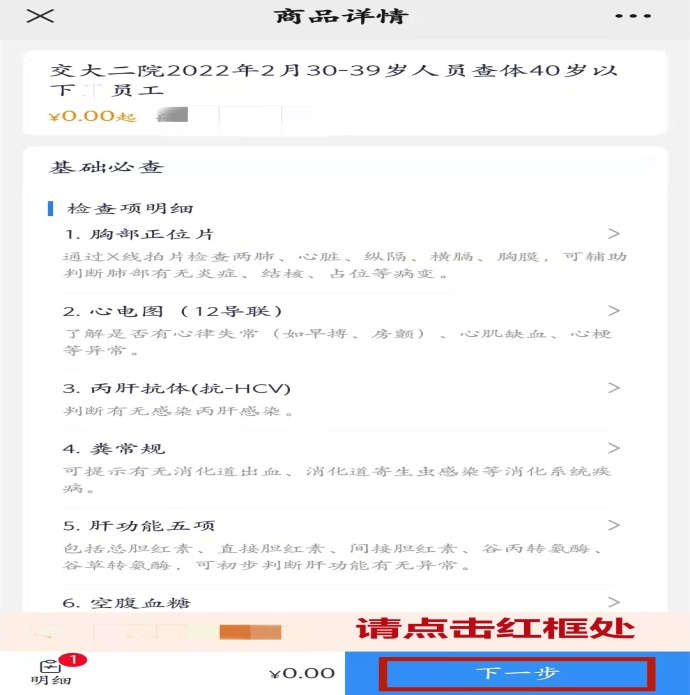 商品详情
交大二院2022年2月30-39岁人员查体40岁以
下 员工
¥0.00起
基础必查
检查项明细
1. 胸部正位片
通过X线拍片检查两肺、心脏、纵隔、横膈、胸膜，可辅助
判断肺部有无炎症、结核、占位等病变。
2. 心电图（12导联）
了解是否有心律失常（如早搏、房颤）、心肌缺血、心梗
等异常。
3. 丙肝抗体(抗-HCV)
判断有无感染丙肝感染。
4. 粪常规
可提示有无消化道出血、消化道寄生虫感染等消化系统疾
病。
5. 肝功能五项
包括总胆红素、直接胆红素、间接胆红素、谷丙转氨酶、
谷草转氨酶，可初步判断肝功能有无异常。
6. 空腹血糖
请点击红框处
1
明细
¥0.00
下一步